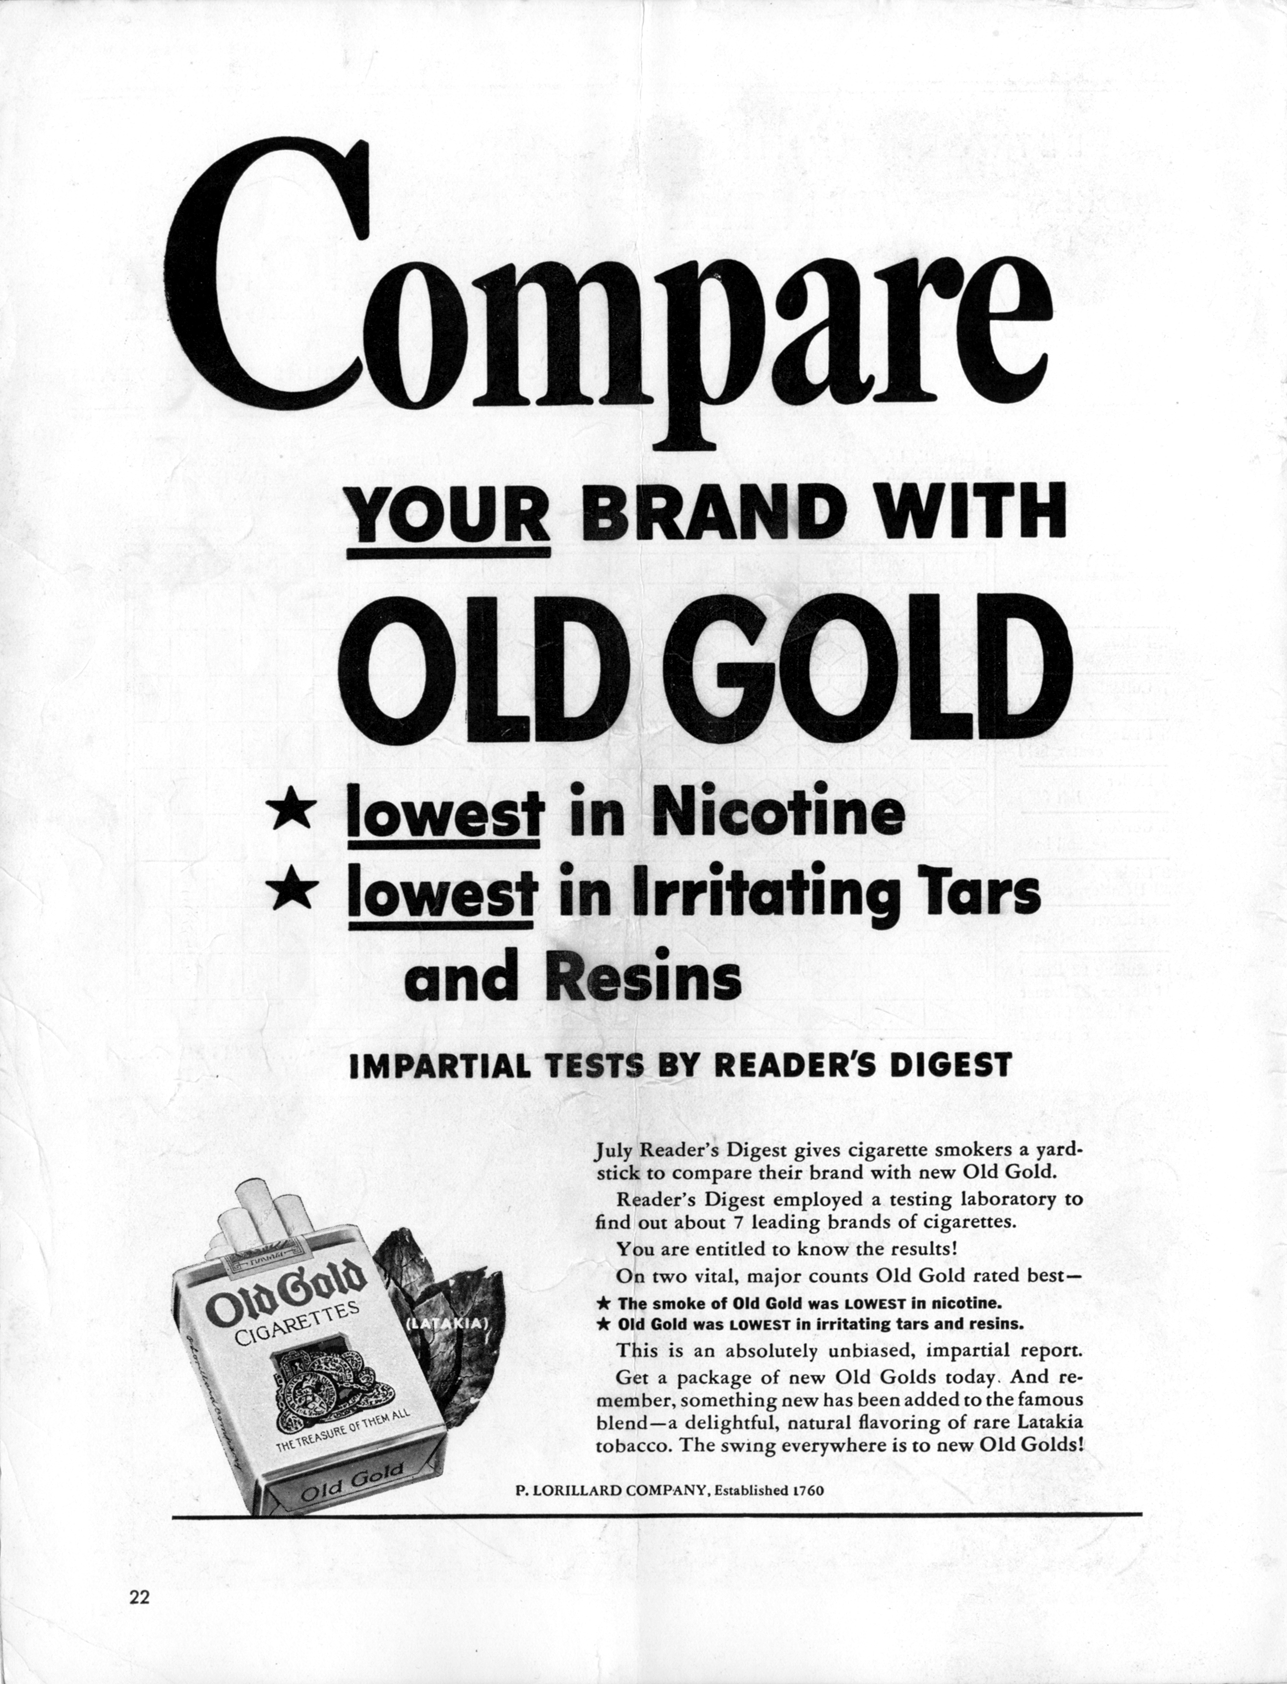 Compare
YOUR BRAND WITH
OLD GOLD
★ lowest in Nicotine
★ lowest in Irritating Tars
and Resins
IMPARTIAL TESTS BY READER'S DIGEST
July Reader's Digest gives cigarette smokers a yard-
stick to compare their brand with new Old Gold.
Reader's Digest employed a testing laboratory to
find out about 7 leading brands of cigarettes.
You are entitled to know the results!
On two vital, major counts Old Gold rated best—
★ The smoke of Old Gold was LOWEST in nicotine.
★ Old Gold was LOWEST in irritating tars and resins.
This is an absolutely unbiased, impartial report.
Get a package of new Old Golds today. And re-
member, something new has been added to the famous
blend—a delightful, natural flavoring of rare Latakia
tobacco. The swing everywhere is to new Old Golds!
P. LORILLARD COMPANY, Established 1760
Old Gold
CIGARETTES
THE TREASURE OF THEM ALL
Old Gold
(LATAKIA)
22